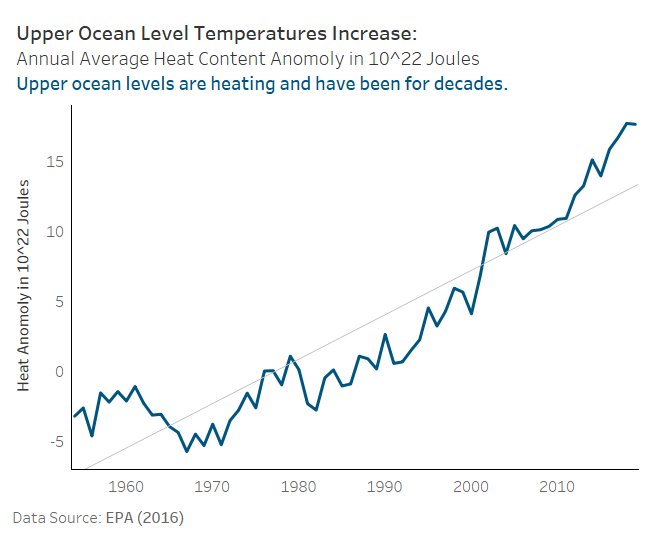 Upper Ocean Level Temperatures Increase:
Annual Average Heat Content Anomoly in 10^22 Joules
Upper ocean levels are heating and have been for decades.
Heat Anomoly in 10^22 Joules
15
10
5
0
-5
1960 1970 1980 1990 2000 2010
Data Source: EPA (2016)